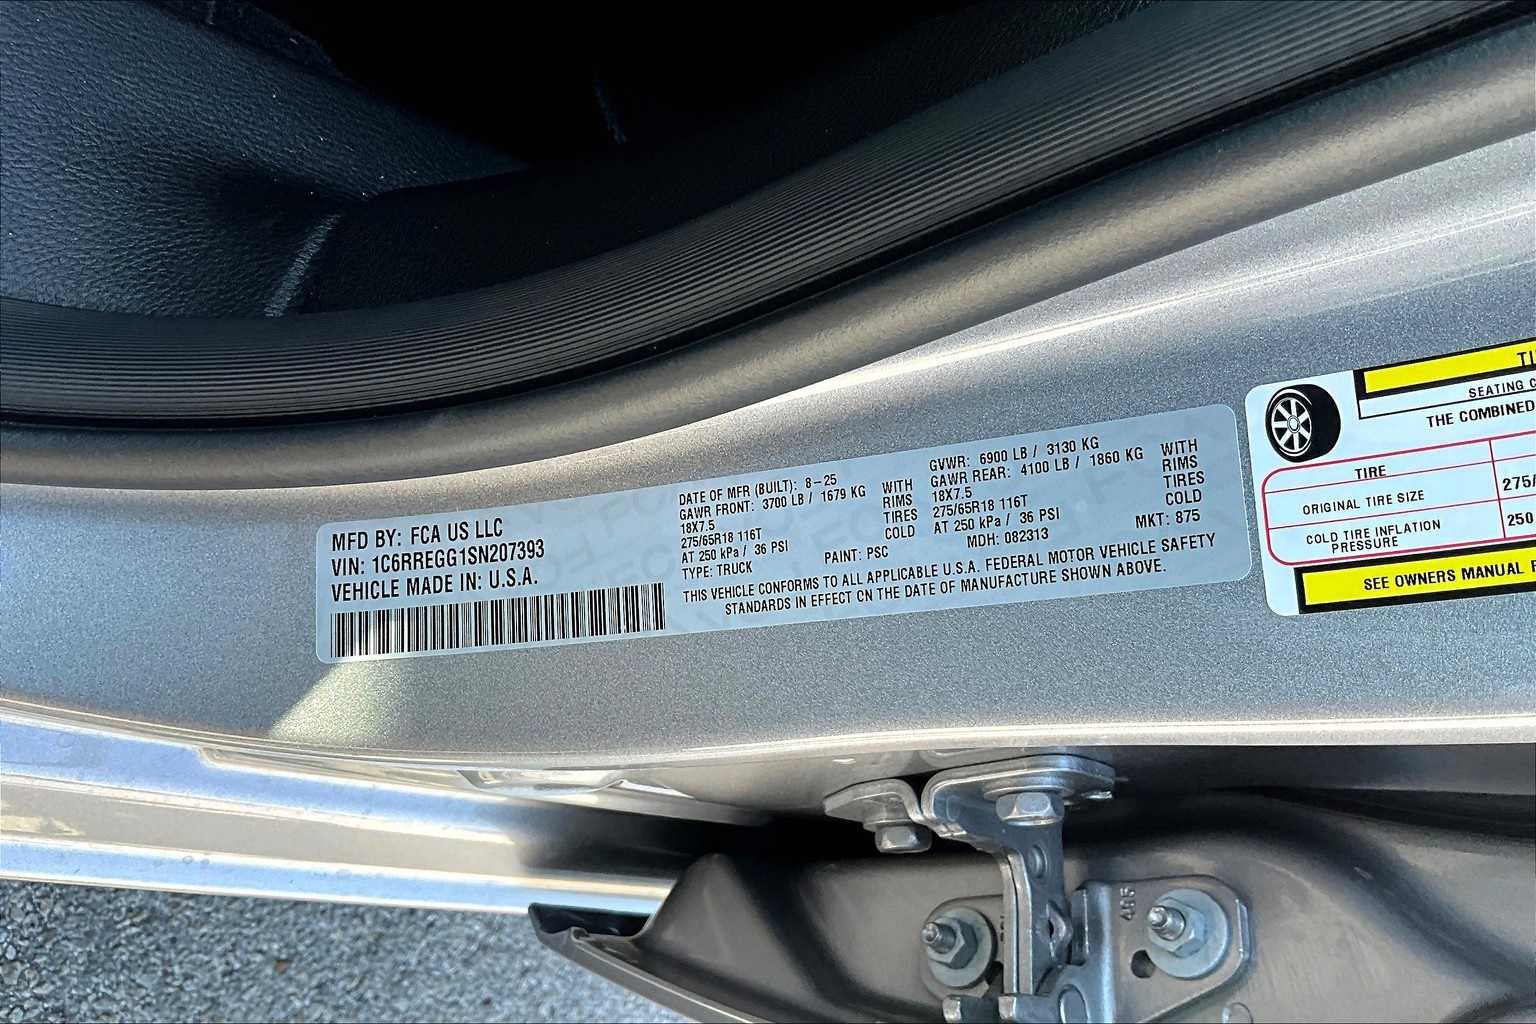 MFD BY: FCA US LLC
VIN: 1C6RREGG1SN207393
VEHICLE MADE IN: U.S.A.
DATE OF MFR (BUILT): 8-25
GAWR FRONT: 3700 LB / 1679 KG WITH
18X7.5 RIMS
275/65R18 116T TIRES
AT 250 kPa / 36 PSI COLD
TYPE: TRUCK PAINT: PSC
GVWR: 6900 LB / 3130 KG
GAWR REAR: 4100 LB / 1860 KG WITH
18X7.5 RIMS
275/65R18 116T TIRES
AT 250 kPa / 36 PSI COLD
MDH: 082313 MKT: 875
THIS VEHICLE CONFORMS TO ALL APPLICABLE U.S.A. FEDERAL MOTOR VEHICLE SAFETY
STANDARDS IN EFFECT ON THE DATE OF MANUFACTURE SHOWN ABOVE.
SEATING
THE COMBINED
TIRE
ORIGINAL TIRE SIZE 275/
COLD TIRE INFLATION PRESSURE 250
SEE OWNERS MANUAL
4615